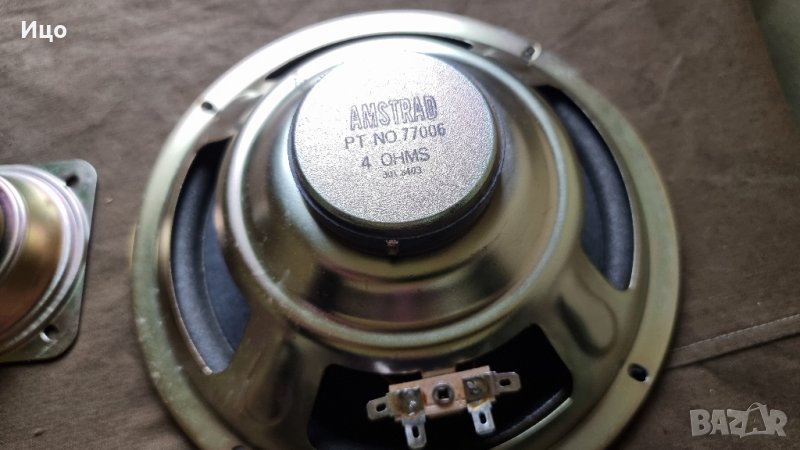 Ицо
AMSTRAD
PT NO 77006
4 OHMS
BAZAR